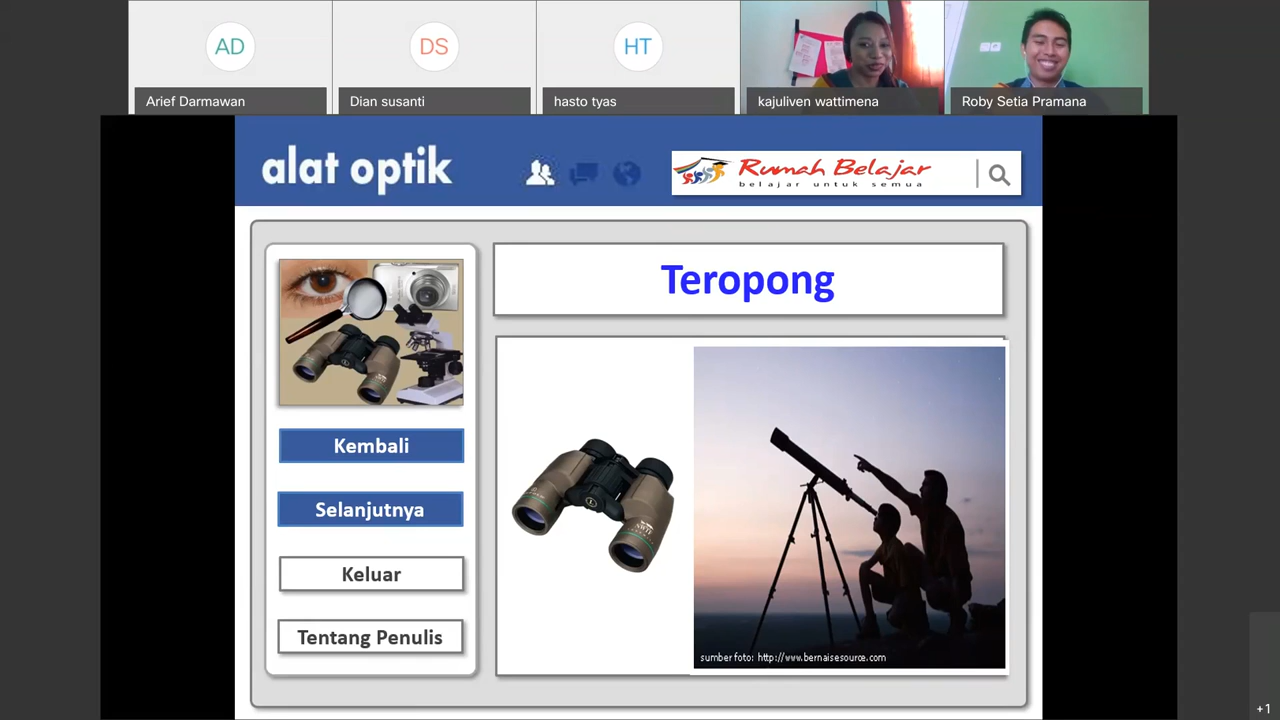 AD
DS
HT
Arief Darmawan
Dian susanti
hasto tyas
kajuliven wattimena
Roby Setia Pramana
alat optik
Rumah Belajar
belajar untuk semua
Teropong
Kembali
Selanjutnya
Keluar
Tentang Penulis
sumber foto: http://www.bernaisesource.com
+1